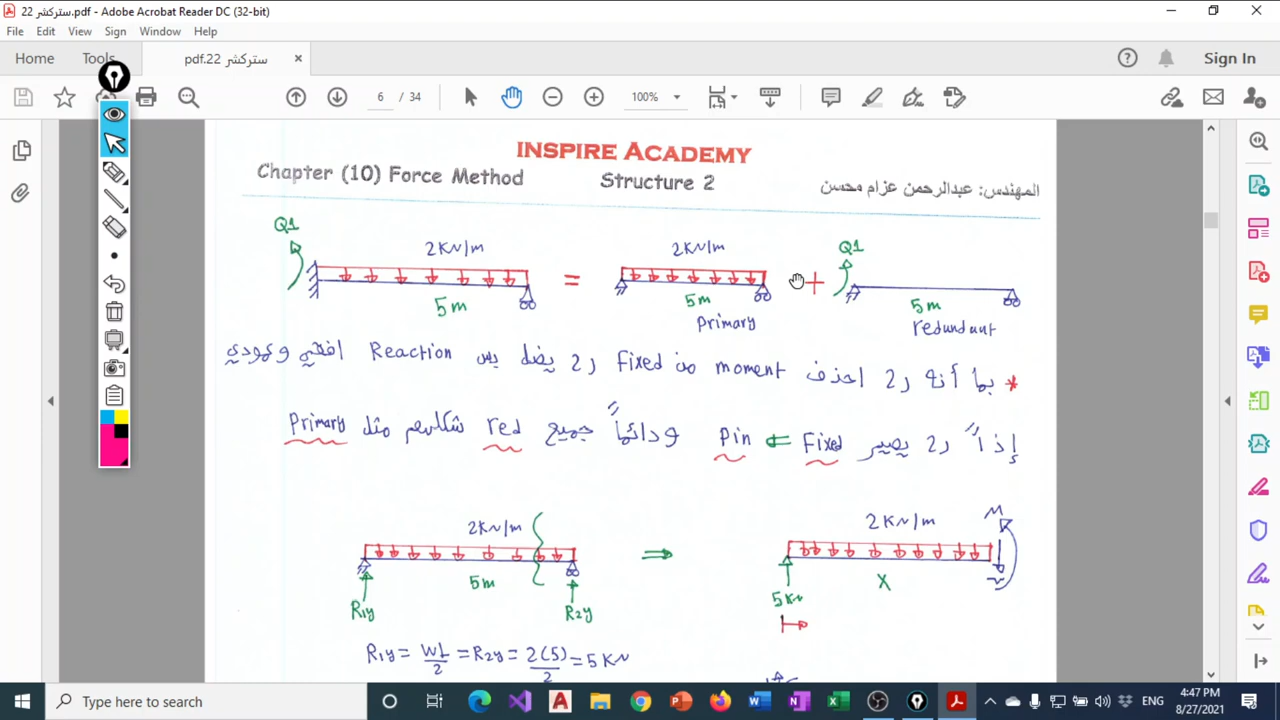 ستركشر 22.pdf - Adobe Acrobat Reader DC (32-bit)
File Edit View Sign Window Help
Home Tools ستركشر 22.pdf Sign In
6 / 34 100%
INSPIRE ACADEMY
Chapter (10) Force Method Structure 2 المهندس: عبدالرحمن عزام محسن
Q1 2KN/m 2KN/m Q1
= +
5m 5m 5m
Primary redundant
* بما أنه رح احذف moment من Fixed رح يضل بس Reaction افقي وعمودي
إذاً رح يصير Fixed ⇐ Pin ودائماً جميع red شكلهم مثل Primary
2KN/m 2KN/m M
5m ⇒ X
R1y R2y 5KN
R1y = WL/2 = R2y = 2(5)/2 = 5KN
Type here to search ENG 4:47 PM
8/27/2021